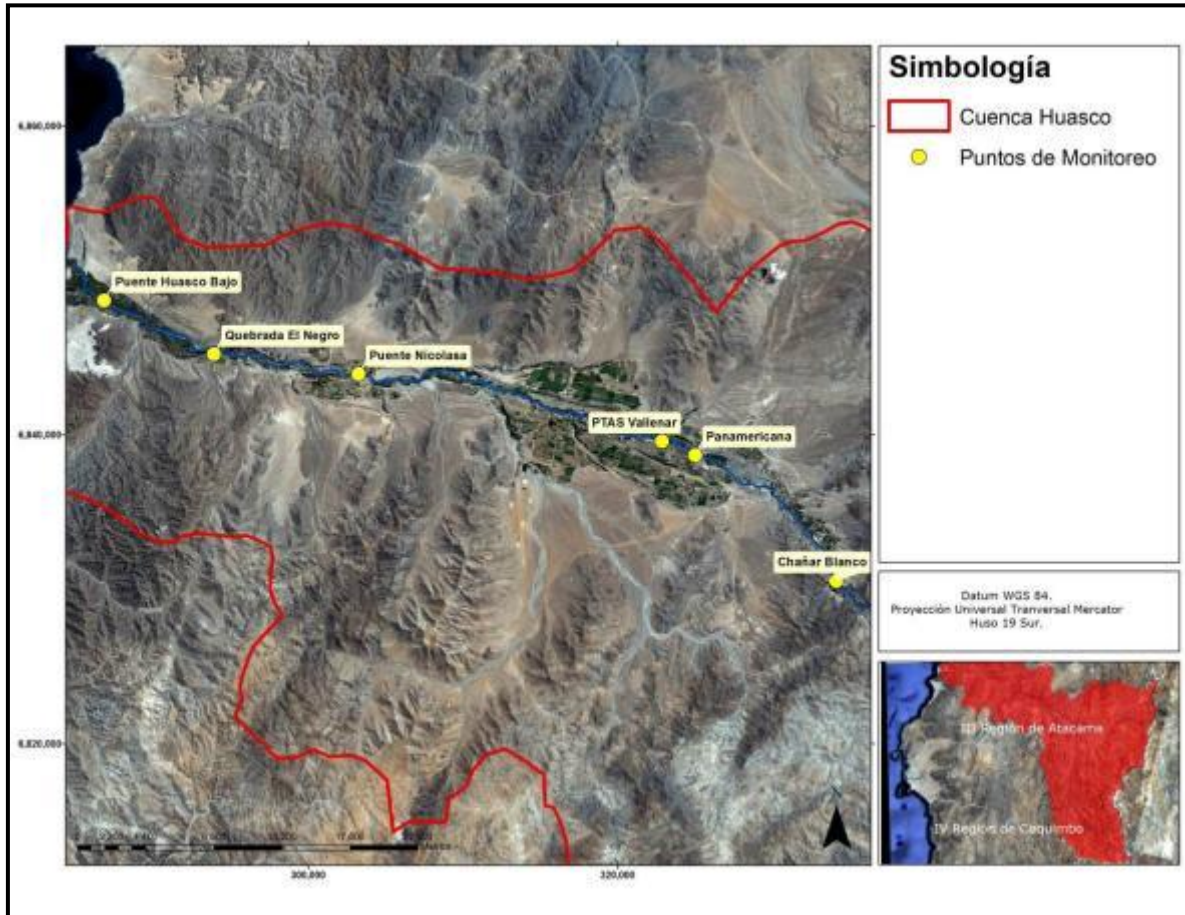 Simbología
Cuenca Huasco
Puntos de Monitoreo
6,860,000
Puente Huasco Bajo
Quebrada El Negro
Puente Nicolasa
6,840,000
PTAS Vallenar
Panamericana
Chañar Blanco
Datum WGS 84.
Proyección Universal Tranversal Mercator
Huso 19 Sur.
III Región de Atacama
IV Región de Coquimbo
6,820,000
300,000
320,000